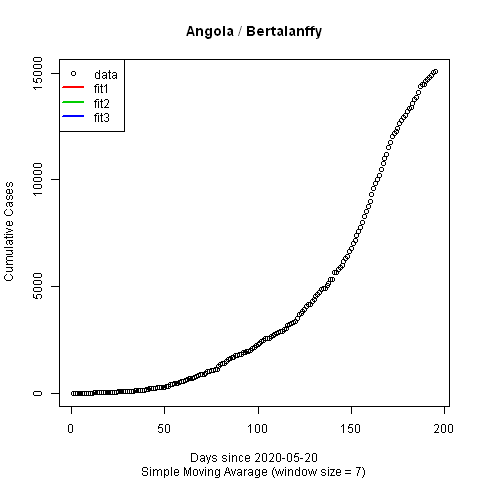 Angola / Bertalanffy
data
fit1
fit2
fit3
Cumulative Cases
15000
10000
5000
0
0 50 100 150 200
Days since 2020-05-20
Simple Moving Avarage (window size = 7)